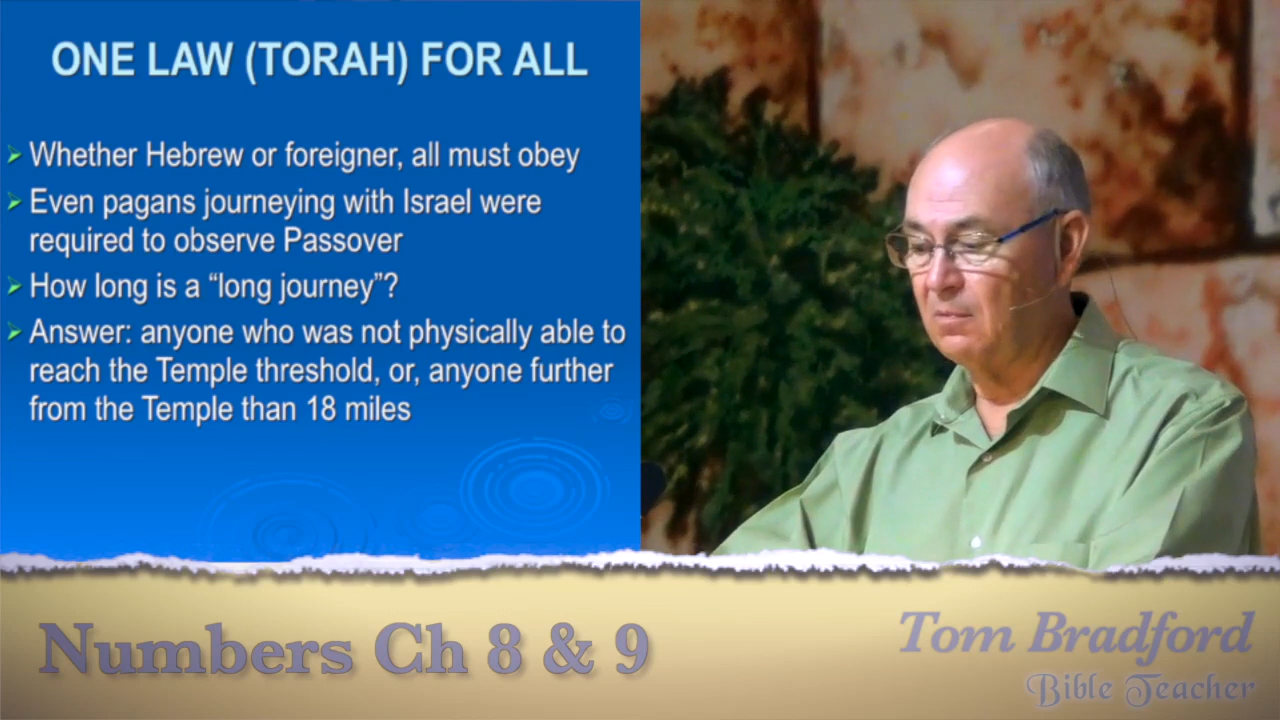 ONE LAW (TORAH) FOR ALL
Whether Hebrew or foreigner, all must obey
Even pagans journeying with Israel were
required to observe Passover
How long is a “long journey”?
Answer: anyone who was not physically able to
reach the Temple threshold, or, anyone further
from the Temple than 18 miles
Numbers Ch 8 & 9
Tom Bradford
Bible Teacher